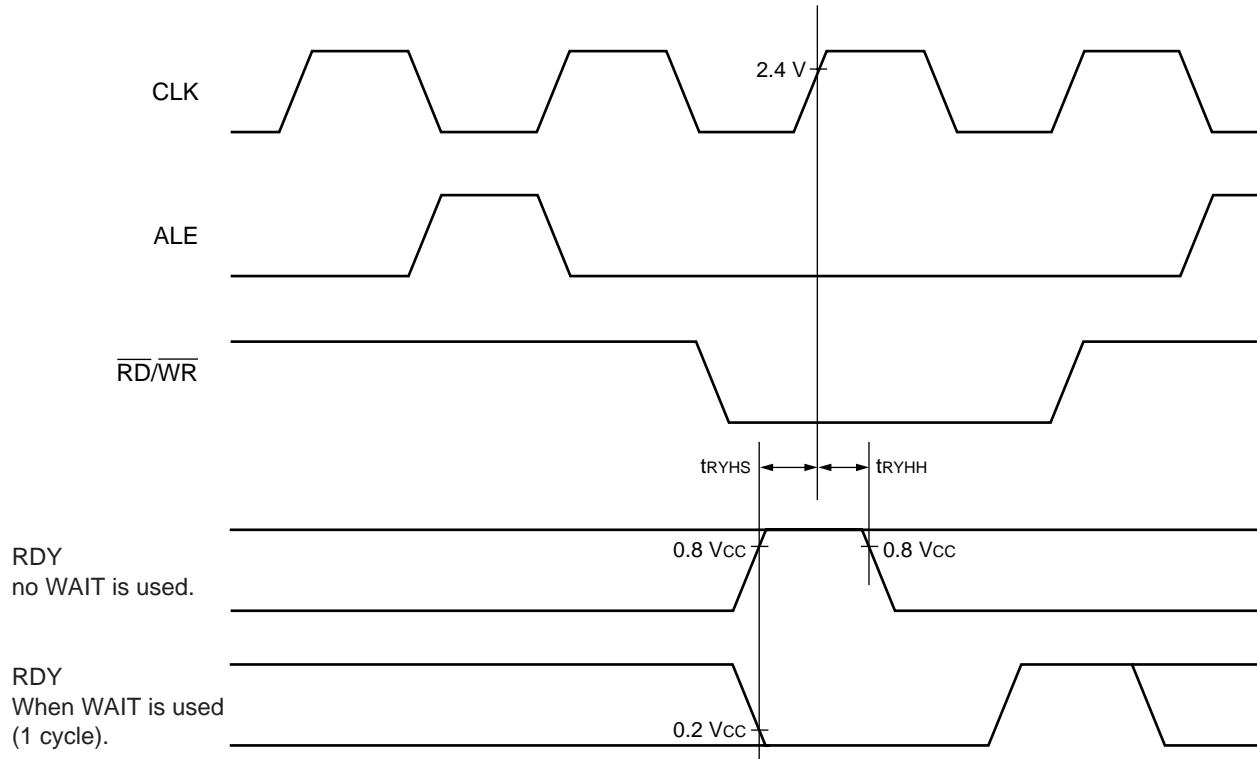 2.4 V
CLK
ALE
RD/WR
tRYHS
tRYHH
RDY
no WAIT is used.
0.8 VCC
0.8 VCC
RDY
When WAIT is used
(1 cycle).
0.2 VCC